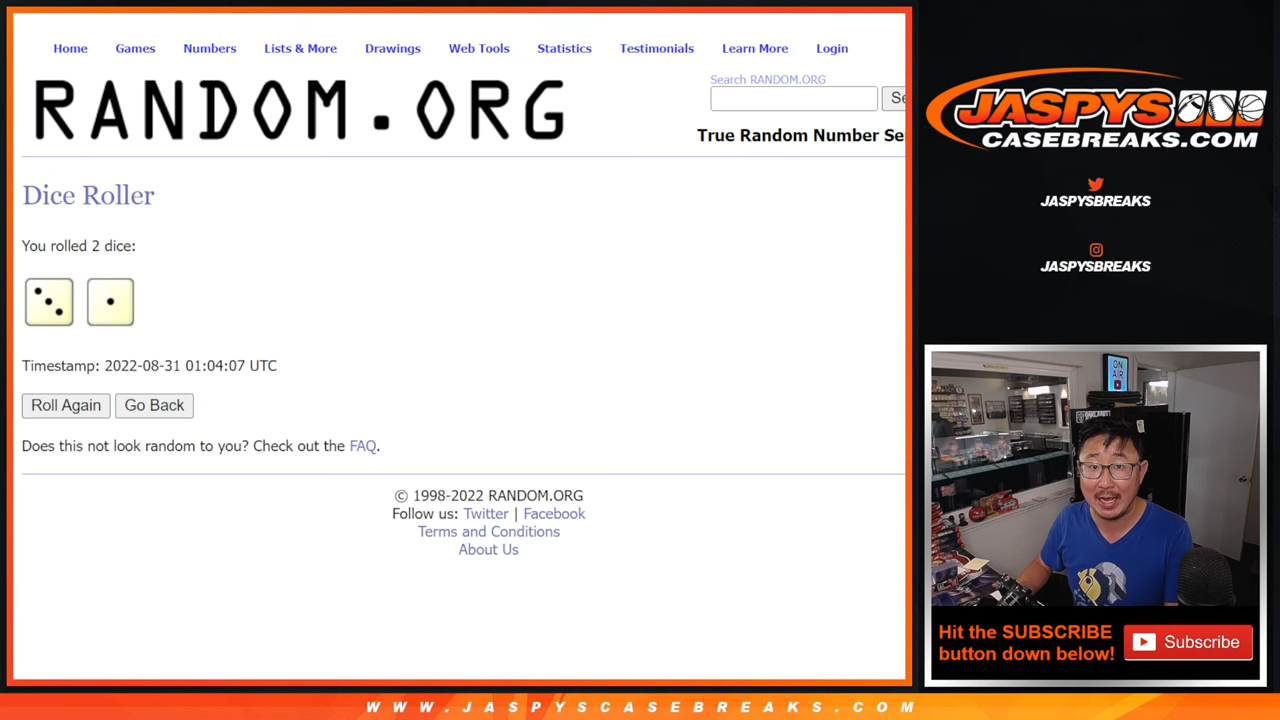 Home Games Numbers Lists & More Drawings Web Tools Statistics Testimonials Learn More Login
RANDOM.ORG
Search RANDOM.ORG
Se
True Random Number Se
Dice Roller
You rolled 2 dice:
Timestamp: 2022-08-31 01:04:07 UTC
Roll Again Go Back
Does this not look random to you? Check out the FAQ.
© 1998-2022 RANDOM.ORG
Follow us: Twitter | Facebook
Terms and Conditions
About Us
JASPYS
CASEBREAKS.COM
JASPYSBREAKS
JASPYSBREAKS
ON
AIR
Hit the SUBSCRIBE
button down below!
Subscribe
WWW.JASPYSCASEBREAKS.COM